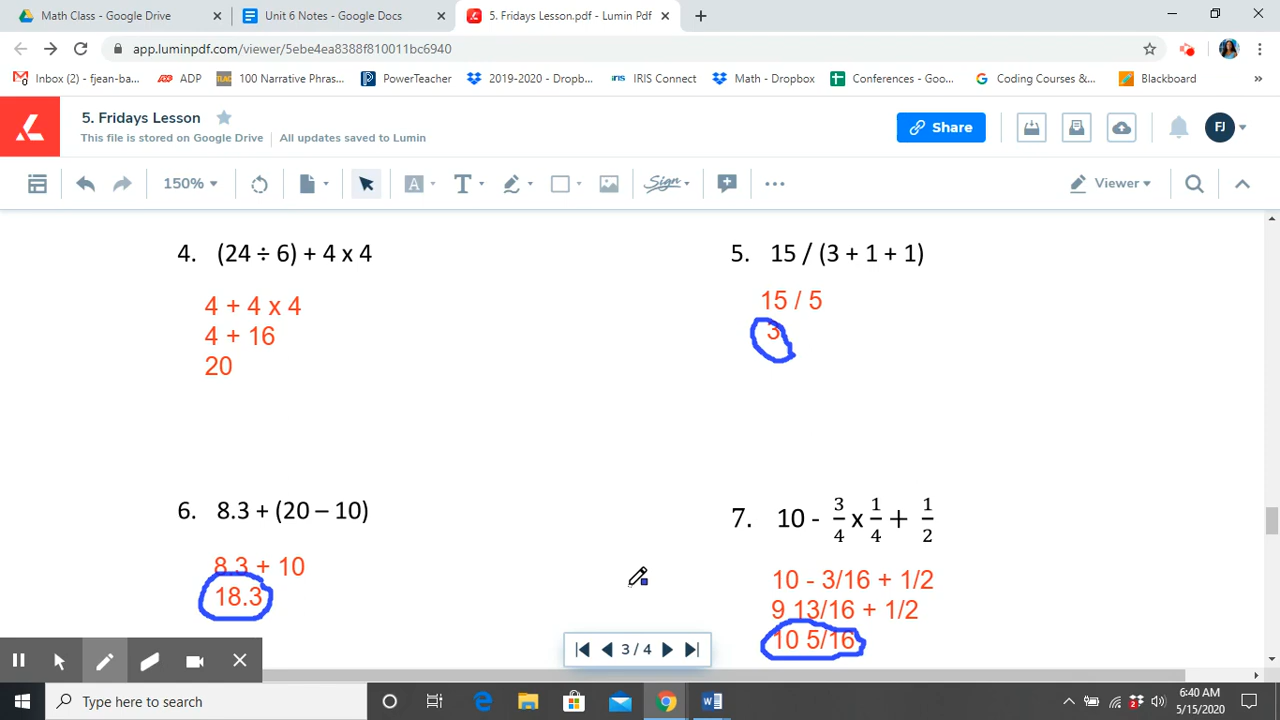 Math Class - Google Drive
Unit 6 Notes - Google Docs
5. Fridays Lesson.pdf - Lumin Pdf
app.luminpdf.com/viewer/5ebe4ea8388f810011bc6940
Inbox (2) - fjean-ba...
ADP
100 Narrative Phras...
PowerTeacher
2019-2020 - Dropb...
iris IRIS Connect
Math - Dropbox
Conferences - Goo...
Coding Courses &...
Blackboard
»
5. Fridays Lesson
This file is stored on Google Drive
All updates saved to Lumin
Share
FJ
150%
A
T
Sign
Viewer
4. (24 ÷ 6) + 4 x 4
4 + 4 x 4
4 + 16
20
5. 15 / (3 + 1 + 1)
15 / 5
3
6. 8.3 + (20 – 10)
8.3 + 10
18.3
7. 10 - 3/4 x 1/4 + 1/2
10 - 3/16 + 1/2
9 13/16 + 1/2
10 5/16
3 / 4
Type here to search
6:40 AM
5/15/2020